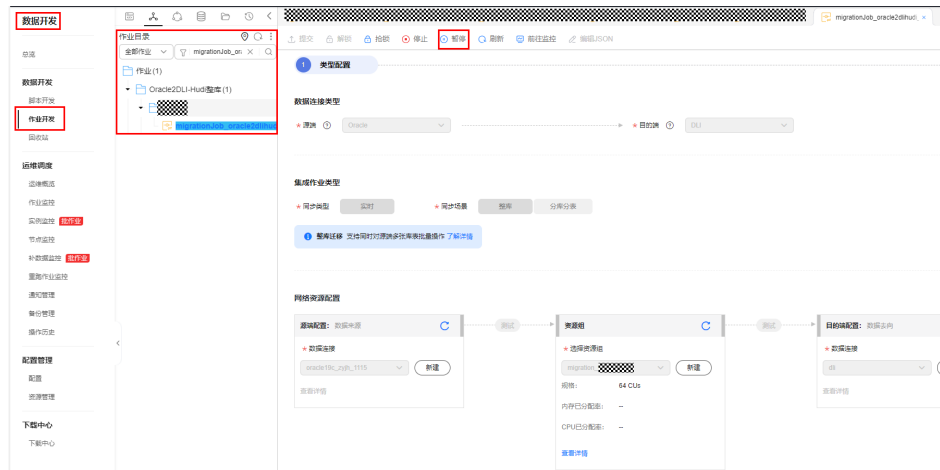 数据开发
总览
数据开发
脚本开发
作业开发
回收站
运维调度
运维概览
作业监控
实例监控 批作业
节点监控
补数据监控 批作业
重跑作业监控
通知管理
备份管理
操作历史
配置管理
配置
资源管理
下载中心
下载中心
作业目录
全部作业 migrationJob_ora ×
作业(1)
Oracle2DLI-Hudi整库(1)
migrationJob_oracle2dlihud
migrationJob_oracle2dlihudi ×
提交 解锁 抢锁 停止 暂停 刷新 前往监控 编辑JSON
1 类型配置
数据连接类型
* 源端 ? Oracle * 目的端 ? DLI
集成作业类型
* 同步类型 实时 * 同步场景 整库 分库分表
整库迁移 支持同时对源端多张库表批量操作 了解详情
网络资源配置
源端配置: 数据来源 测试 资源组 测试 目的端配置: 数据去向
* 数据连接 * 选择资源组 * 数据连接
oracle19c_zyjh_1115 新建 migration_ 新建 dli
查看详情 规格: 64 CUs 查看详情
内存已分配率: --
CPU已分配率: --
查看详情